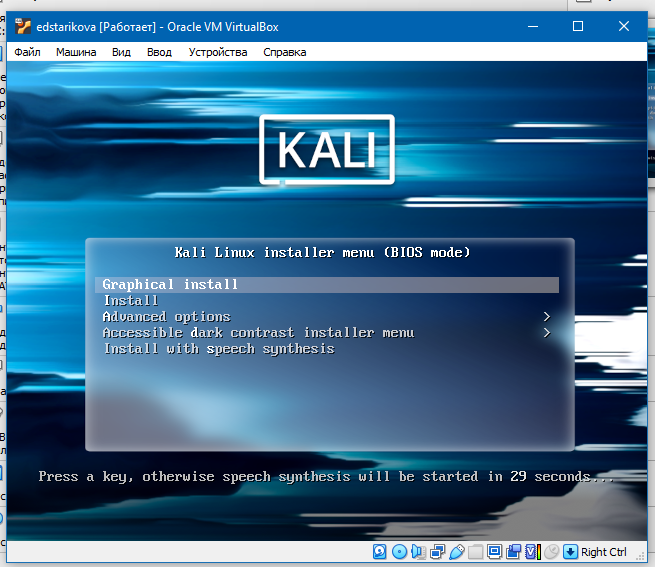 edstarikova [Работает] - Oracle VM VirtualBox
Файл Машина Вид Ввод Устройства Справка
KALI
Kali Linux installer menu (BIOS mode)
Graphical install
Install
Advanced options >
Accessible dark contrast installer menu >
Install with speech synthesis
Press a key, otherwise speech synthesis will be started in 29 seconds...
Right Ctrl